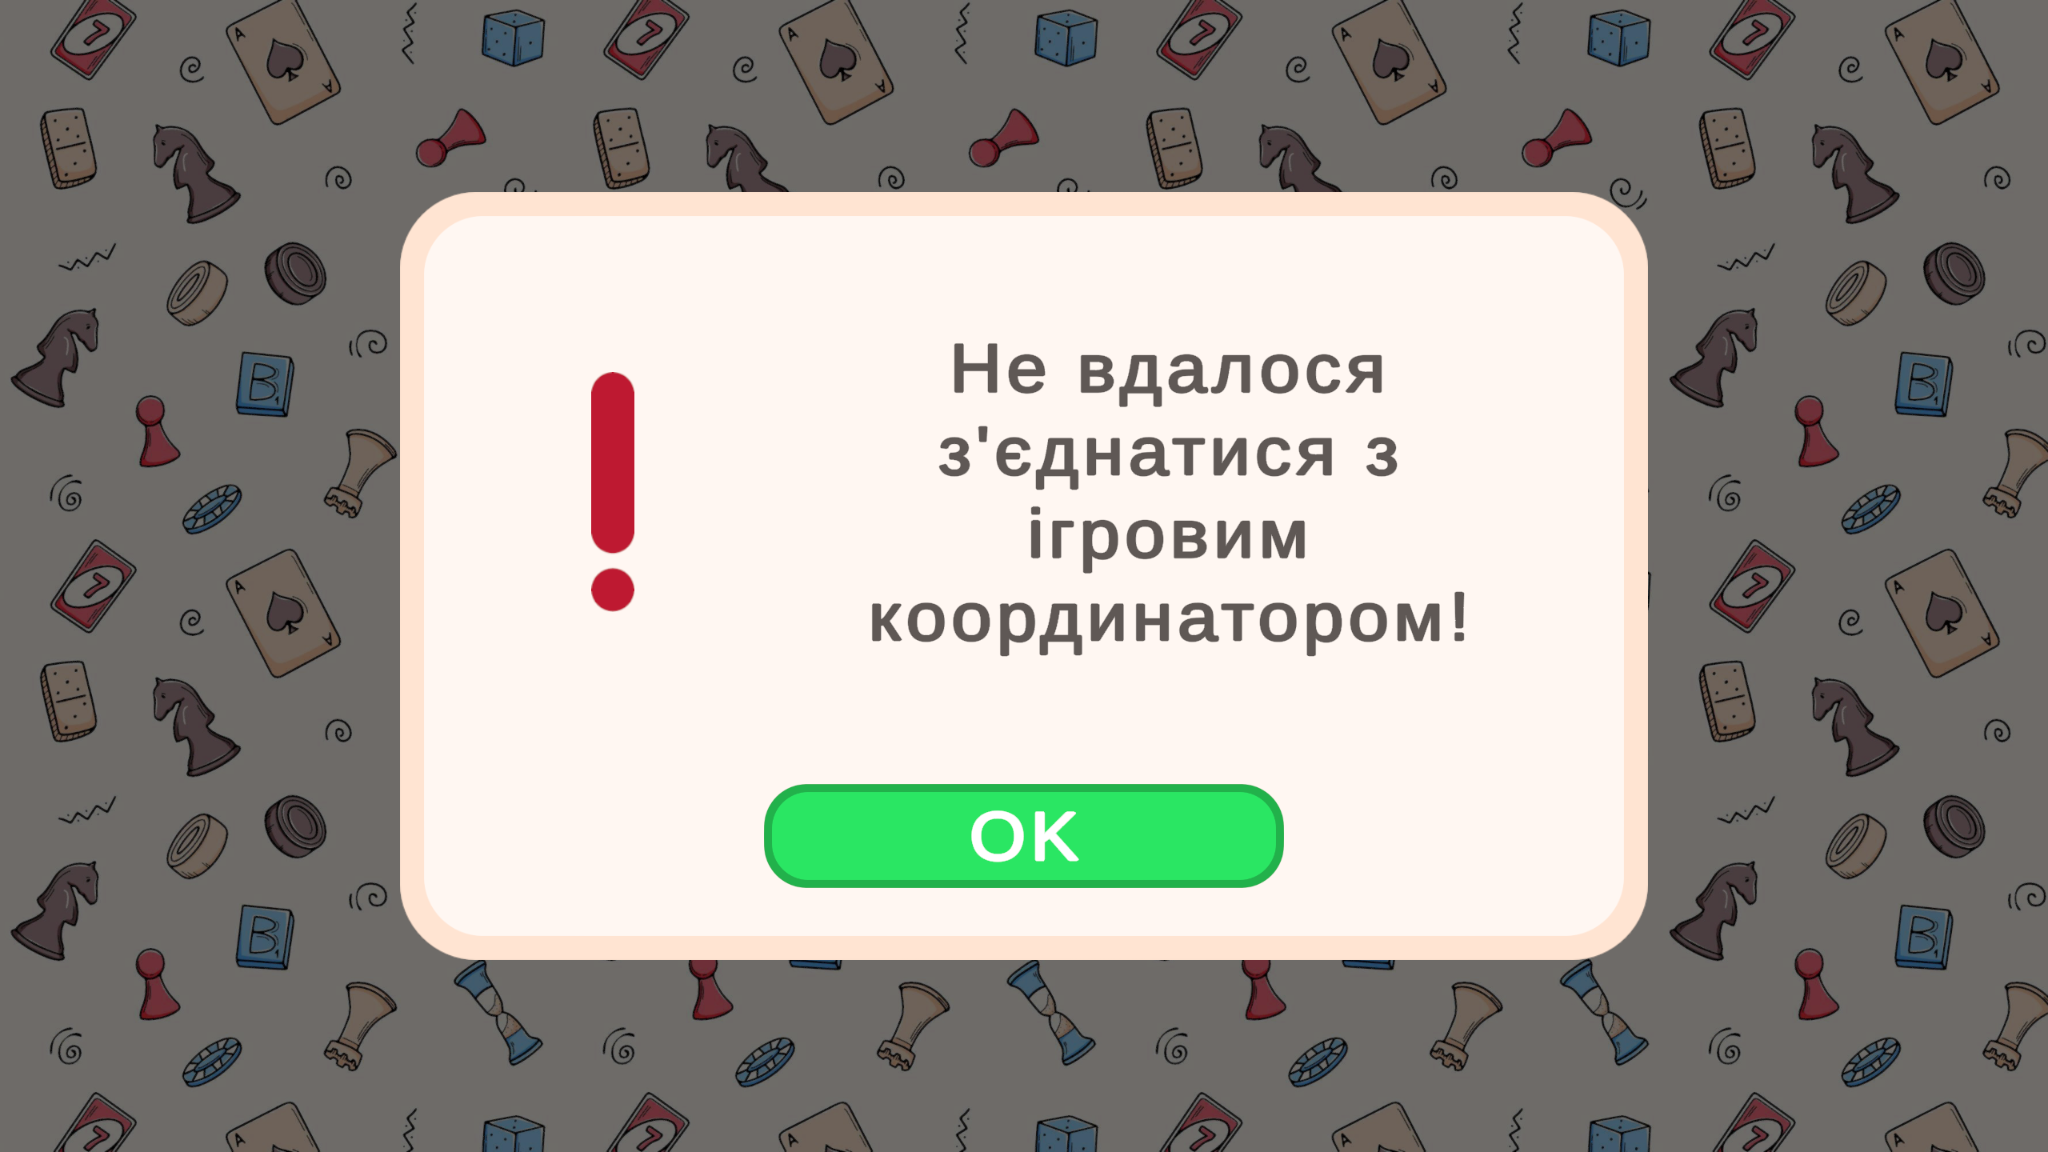 Не вдалося
з'єднатися з
ігровим
координатором!
OK